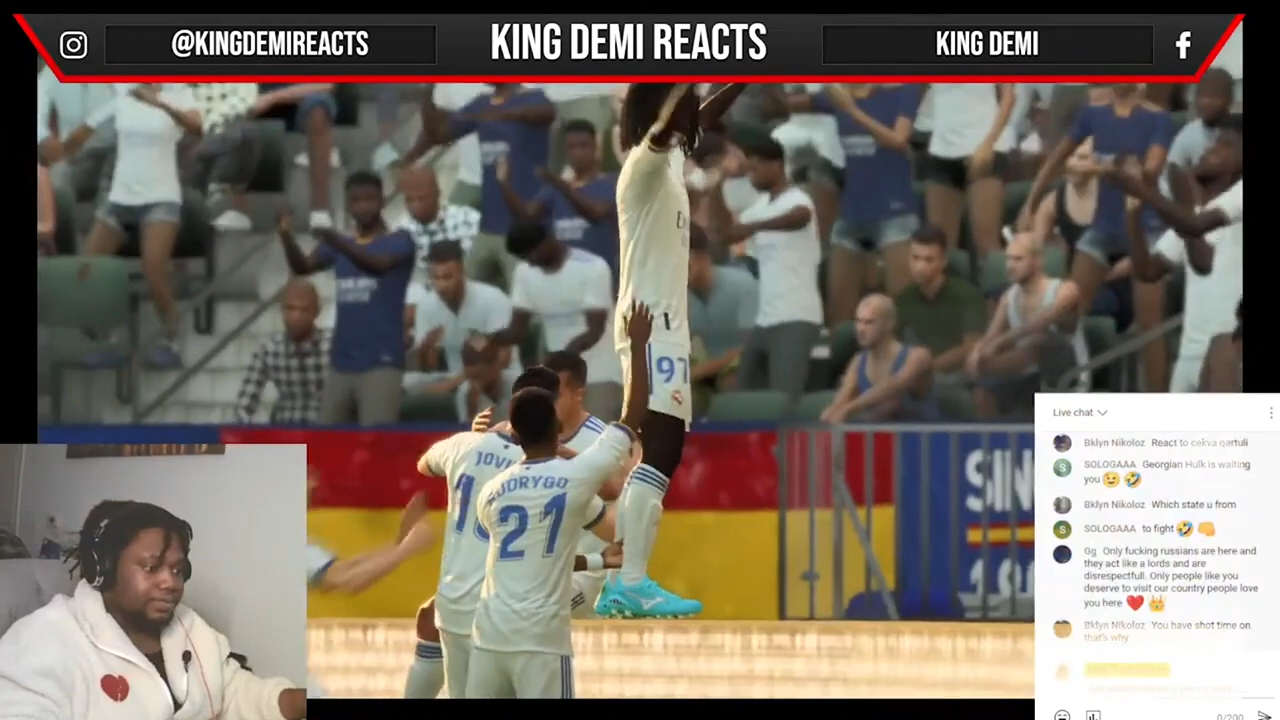 @KINGDEMIREACTS
KING DEMI REACTS
KING DEMI
97
JOVI
RODRYGO
21
SIN
Live chat
Bklyn Nikoloz React to cekva qartuli
S
SOLOGAAA Georgian Hulk is waiting
you 😉 🤣
Bklyn Nikoloz Which state u from
S
SOLOGAAA to fight 🤣 👊
Gg Only fucking russians are here and
they act like a lords and are
disrespectfull. Only people like you
deserve to visit our country people love
you here ❤️ 👑
Bklyn Nikoloz You have shot time on
that's why
0/200